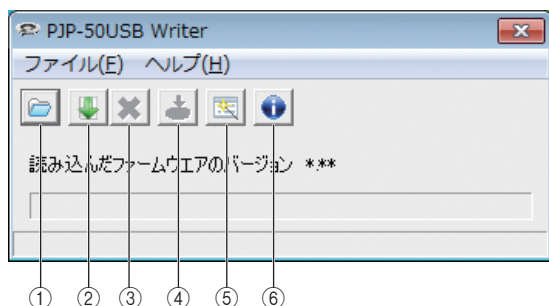 PJP-50USB Writer
ファイル(F) ヘルプ(H)
読み込んだファームウエアのバージョン *.**
① ② ③ ④ ⑤ ⑥